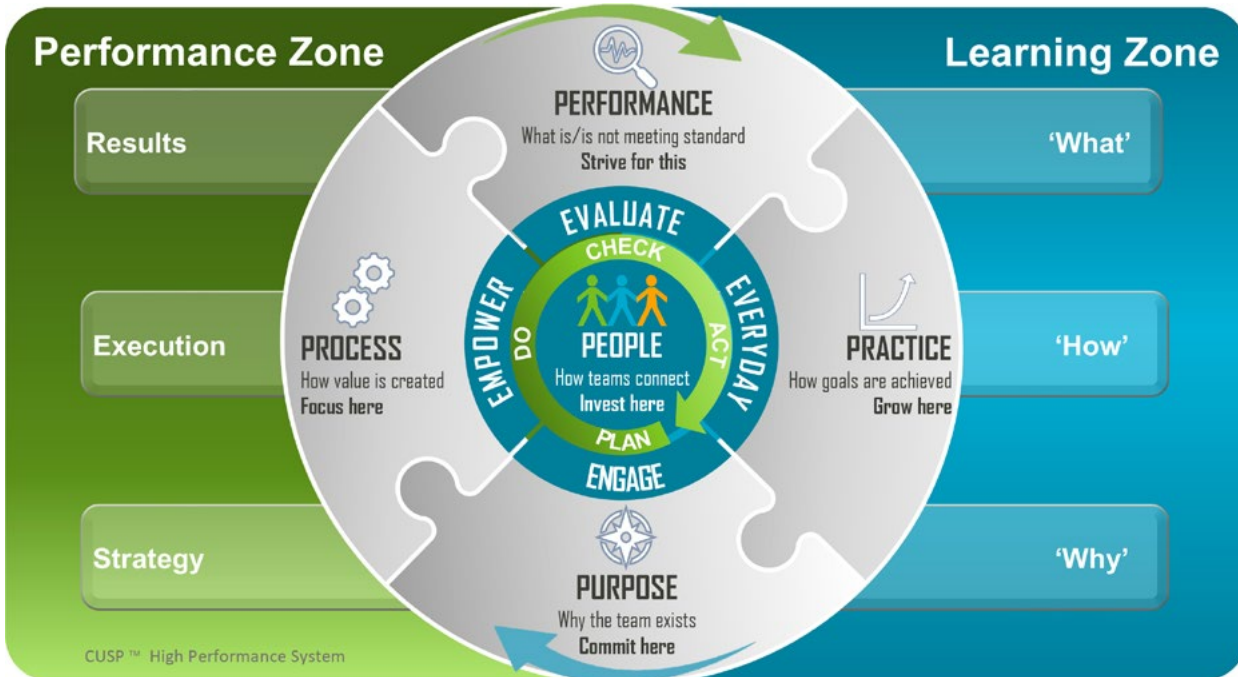 Performance Zone
Learning Zone
Results
Execution
Strategy
PERFORMANCE
What is/is not meeting standard
Strive for this
PROCESS
How value is created
Focus here
EVALUATE
CHECK
EMPOWER
DO
PEOPLE
How teams connect
Invest here
ACT
EVERYDAY
PLAN
ENGAGE
PRACTICE
How goals are achieved
Grow here
PURPOSE
Why the team exists
Commit here
‘What’
‘How’
‘Why’
CUSP ™ High Performance System